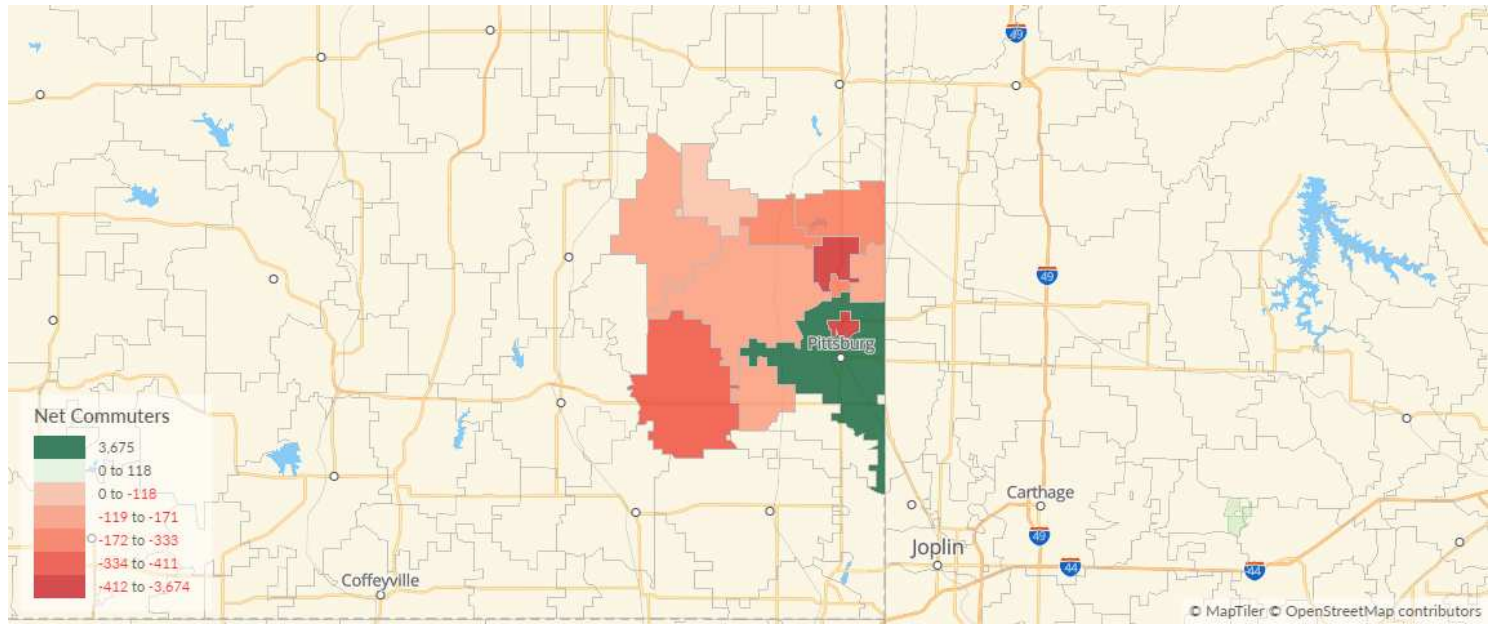 49
49
Pittsburg
Net Commuters
3,675
0 to 118
0 to -118
-119 to -171
-172 to -333
-334 to -411
-412 to -3,674
Carthage
49
Joplin
44
44
Coffeyville
© MapTiler © OpenStreetMap contributors